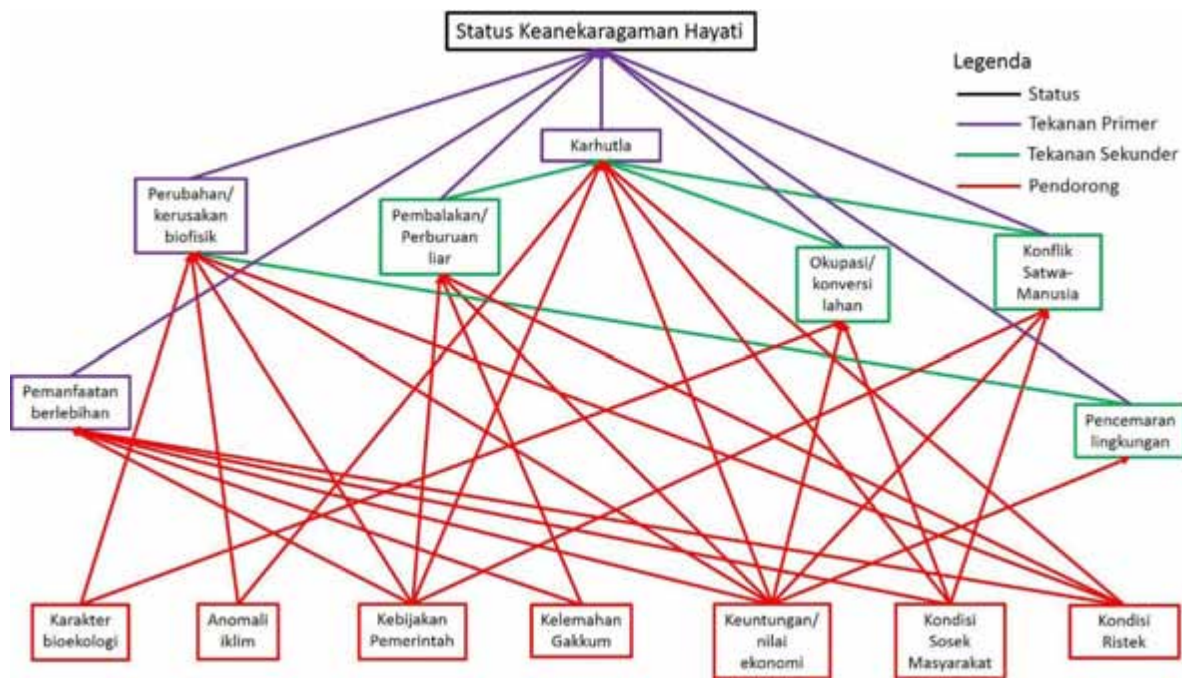 Status Keanekaragaman Hayati
Legenda
Status
Tekanan Primer
Tekanan Sekunder
Pendorong
Karhutla
Perubahan/
kerusakan
biofisik
Pembalakan/
Perburuan
liar
Okupasi/
konversi
lahan
Konflik
Satwa-
Manusia
Pemanfaatan
berlebihan
Pencemaran
lingkungan
Karakter
bioekologi
Anomali
iklim
Kebijakan
Pemerintah
Kelemahan
Gakkum
Keuntungan/
nilai
ekonomi
Kondisi
Sosek
Masyarakat
Kondisi
Ristek